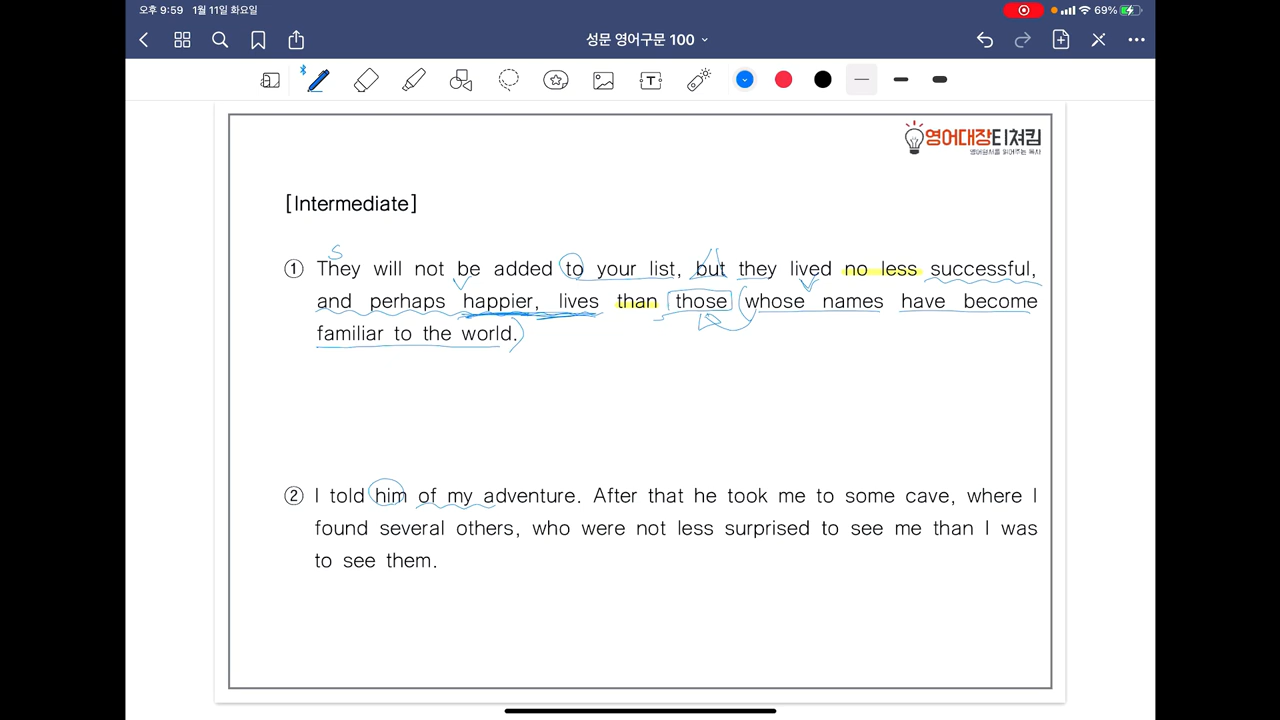 오후 9:59 1월 11일 화요일
69%
성문 영어구문 100
영어대장티쳐킴
[Intermediate]
S
① They will not be added to your list, but they lived no less successful,
and perhaps happier, lives than those whose names have become
familiar to the world.
② I told him of my adventure. After that he took me to some cave, where I
found several others, who were not less surprised to see me than I was
to see them.